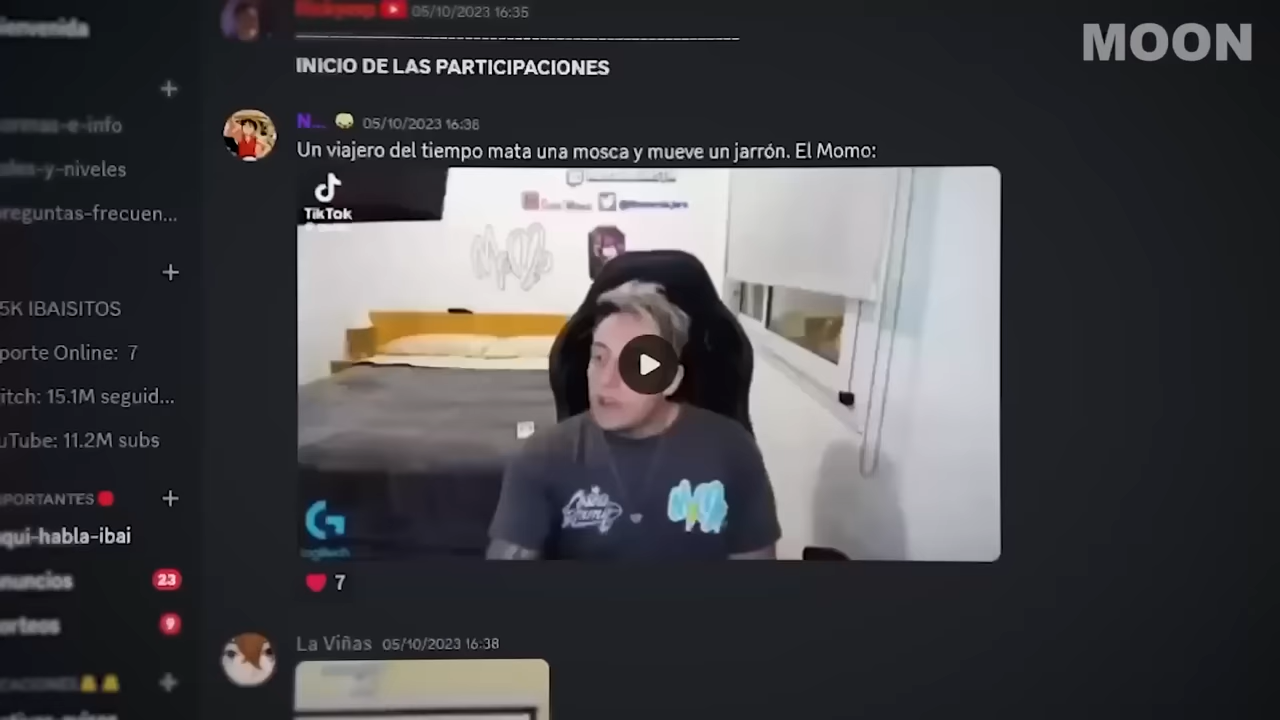 05/10/2023 16:35
MOON
INICIO DE LAS PARTICIPACIONES
N... 05/10/2023 16:36
Un viajero del tiempo mata una mosca y mueve un jarrón. El Momo:
TikTok
logitech
7
La Viñas 05/10/2023 16:38
ienvenida
ormas-e-info
oles-y-niveles
reguntas-frecuen...
5K IBAISITOS
porte Online: 7
itch: 15.1M seguid...
uTube: 11.2M subs
PORTANTES
qui-habla-ibai
nuncios 23
orteos 9